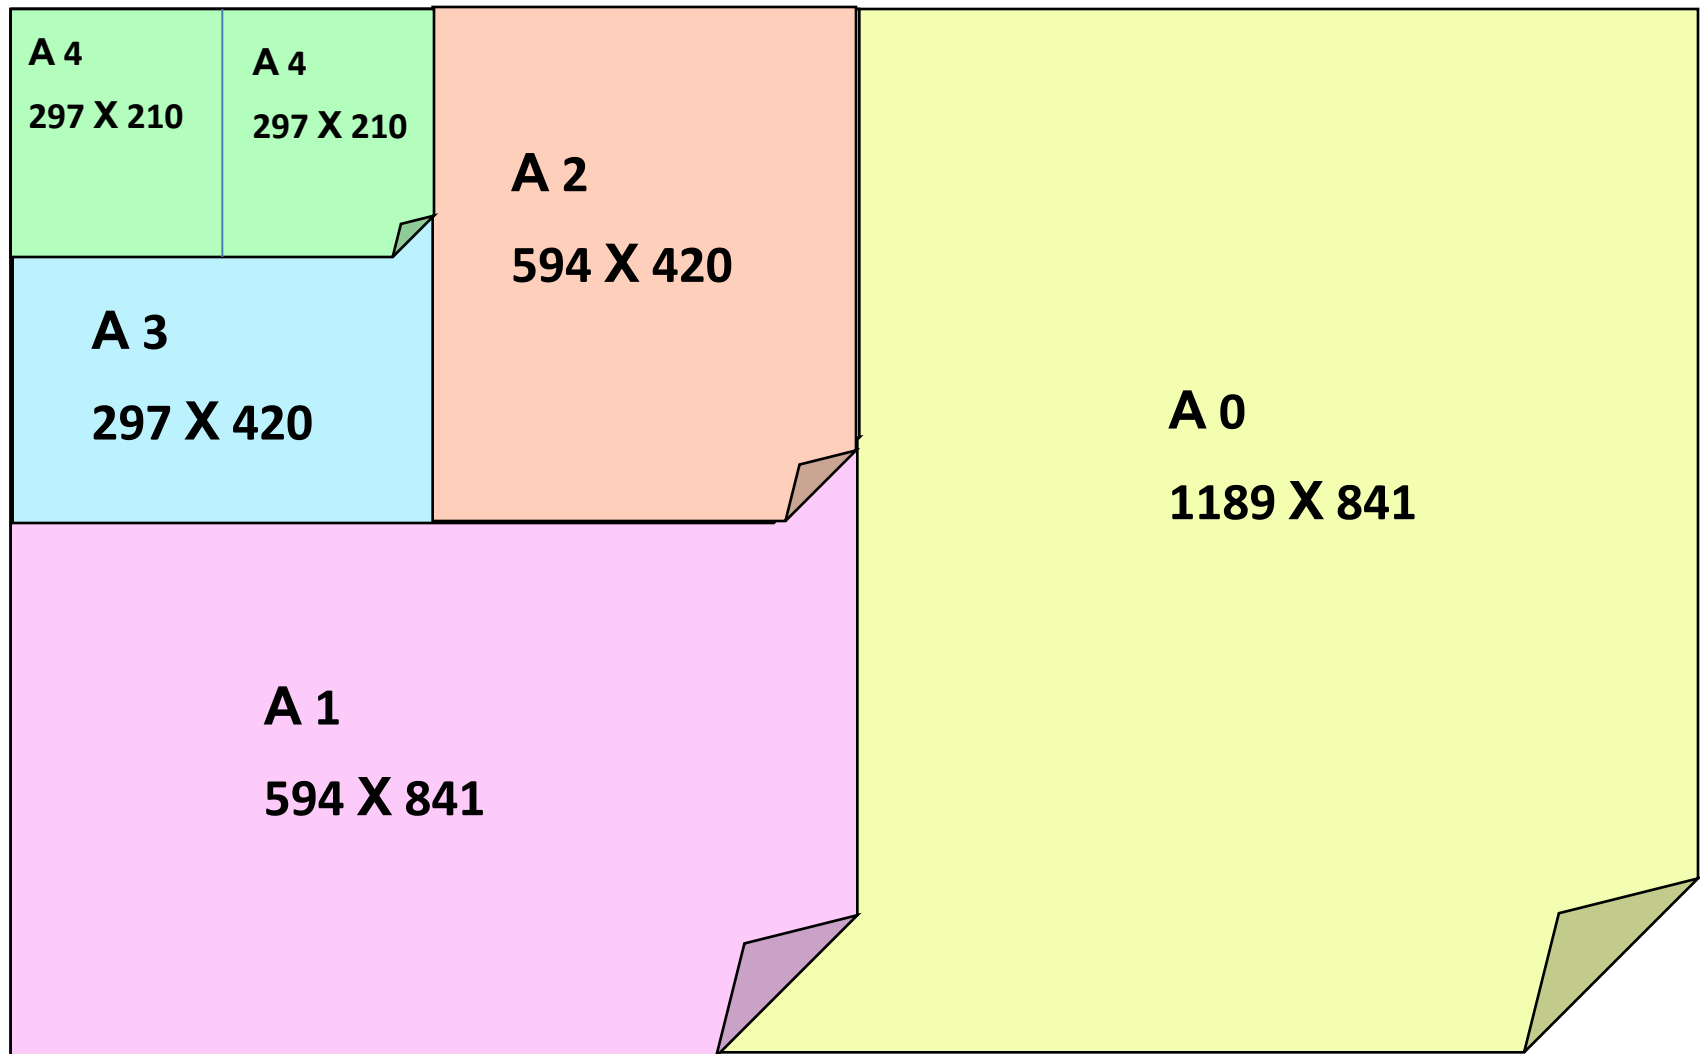 A 4
297 X 210
A 4
297 X 210
A 2
594 X 420
A 3
297 X 420
A 0
1189 X 841
A 1
594 X 841